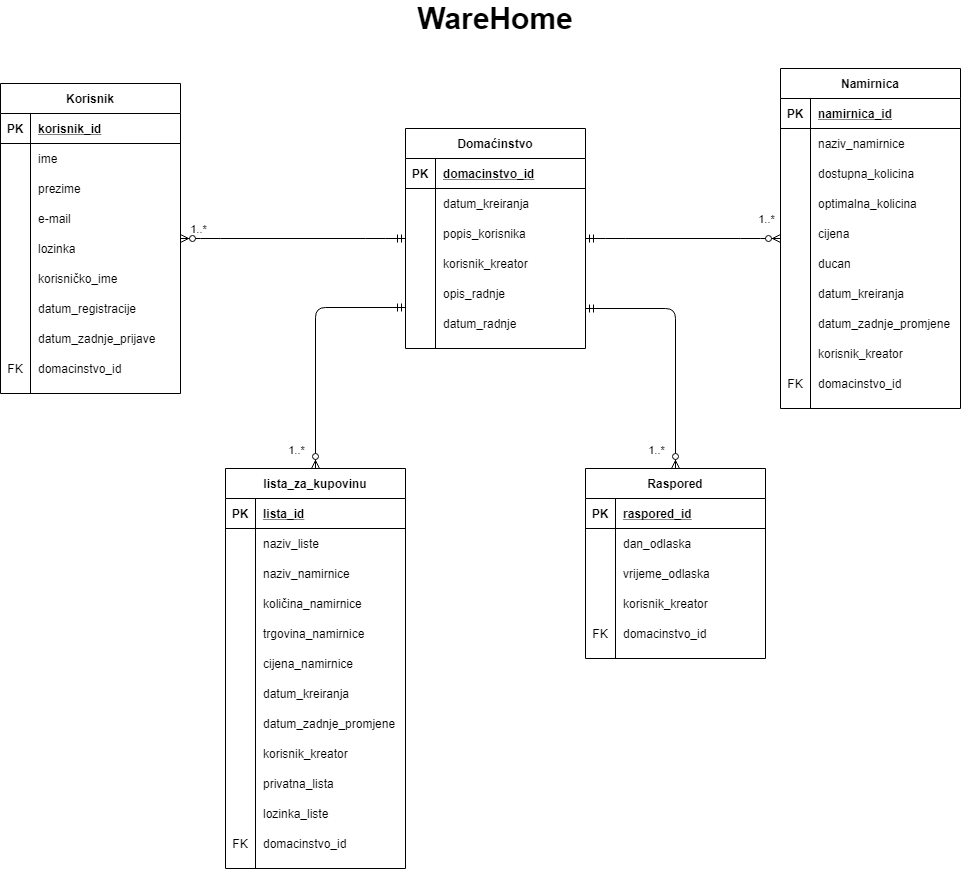 WareHome
Korisnik
PK korisnik_id
ime
prezime
e-mail
lozinka
korisničko_ime
datum_registracije
datum_zadnje_prijave
FK domacinstvo_id
1..*
Domaćinstvo
PK domacinstvo_id
datum_kreiranja
popis_korisnika
korisnik_kreator
opis_radnje
datum_radnje
1..*
Namirnica
PK namirnica_id
naziv_namirnice
dostupna_kolicina
optimalna_kolicina
cijena
ducan
datum_kreiranja
datum_zadnje_promjene
korisnik_kreator
FK domacinstvo_id
1..*
lista_za_kupovinu
PK lista_id
naziv_liste
naziv_namirnice
količina_namirnice
trgovina_namirnice
cijena_namirnice
datum_kreiranja
datum_zadnje_promjene
korisnik_kreator
privatna_lista
lozinka_liste
FK domacinstvo_id
1..*
Raspored
PK raspored_id
dan_odlaska
vrijeme_odlaska
korisnik_kreator
FK domacinstvo_id